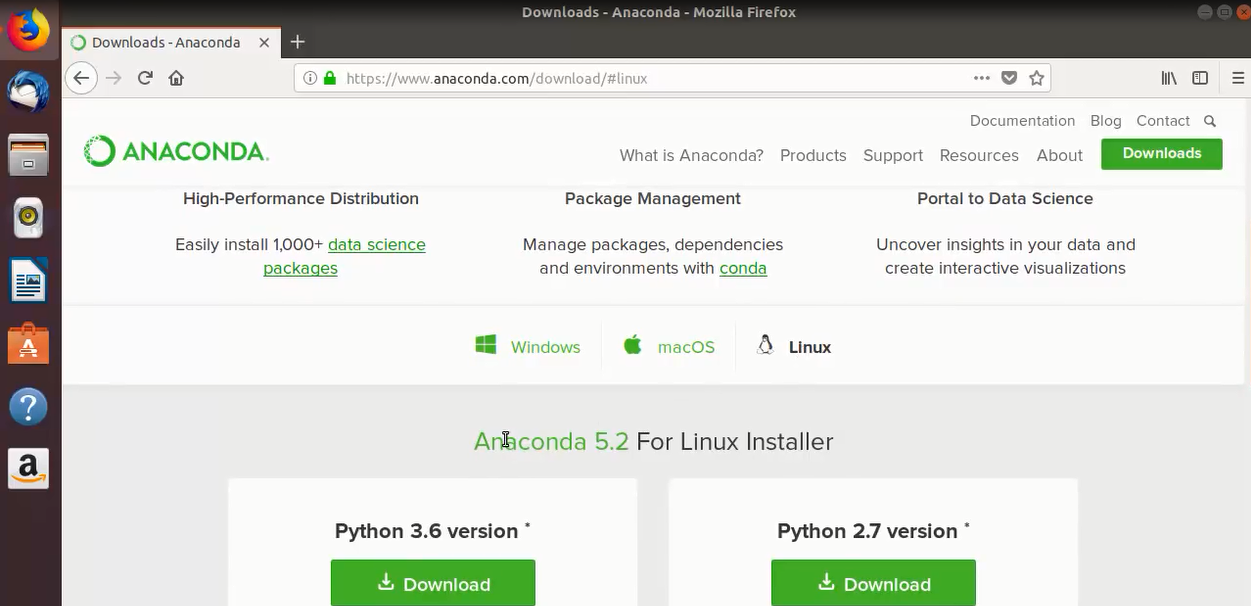 Downloads - Anaconda - Mozilla Firefox
Downloads - Anaconda
https://www.anaconda.com/download/#linux
Documentation Blog Contact
ANACONDA.
What is Anaconda? Products Support Resources About Downloads
High-Performance Distribution
Package Management
Portal to Data Science
Easily install 1,000+ data science
packages
Manage packages, dependencies
and environments with conda
Uncover insights in your data and
create interactive visualizations
Windows macOS Linux
Anaconda 5.2 For Linux Installer
Python 3.6 version *
Download
Python 2.7 version *
Download